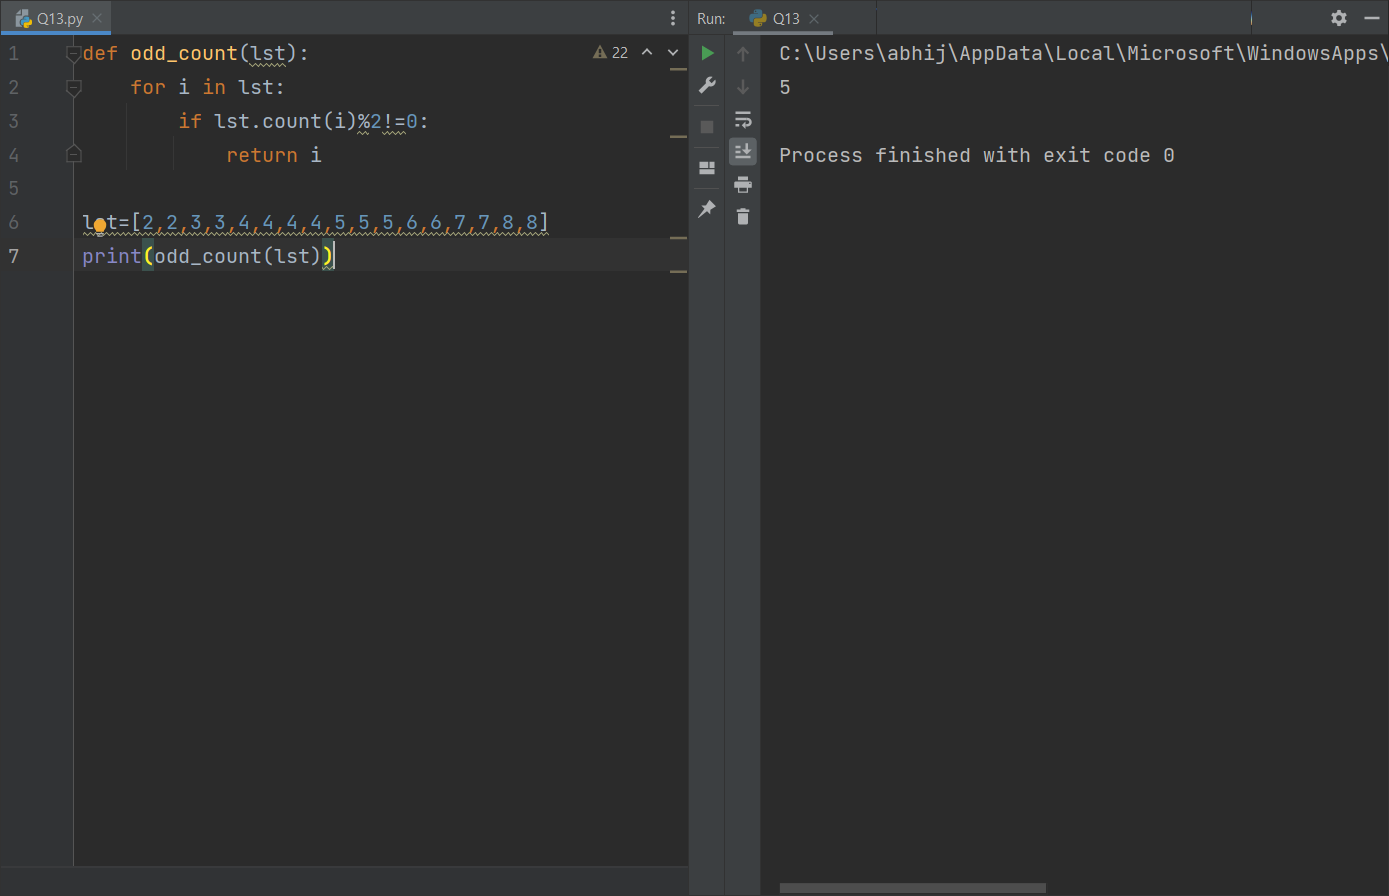 Q13.py
22
1 def odd_count(lst):
2 for i in lst:
3 if lst.count(i)%2!=0:
4 return i
5
6 lst=[2,2,3,3,4,4,4,4,5,5,5,6,6,7,7,8,8]
7 print(odd_count(lst))
Run: Q13
C:\Users\abhij\AppData\Local\Microsoft\WindowsApps\
5
Process finished with exit code 0